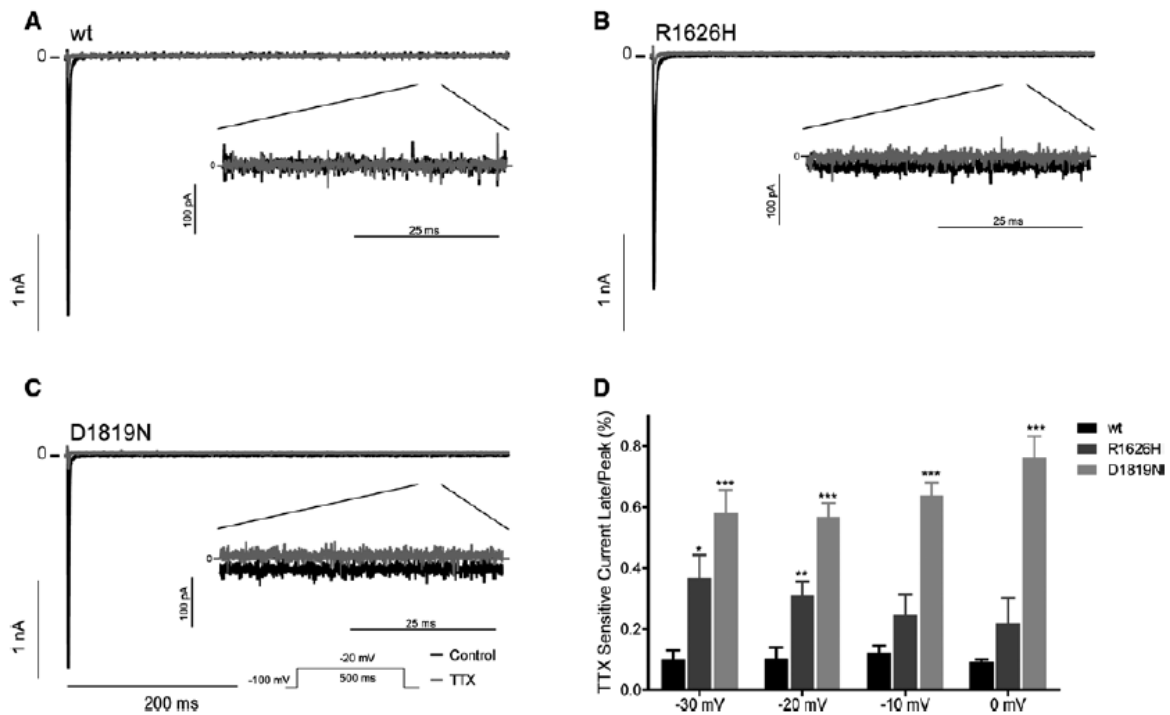 A
wt
0
100 pA
0
25 ms
1 nA
B
R1626H
0
100 pA
0
25 ms
1 nA
C
D1819N
0
100 pA
0
25 ms
1 nA
200 ms
-100 mV
-20 mV
500 ms
Control
TTX
D
TTX Sensitive Current Late/Peak (%)
0.8
0.6
0.4
0.2
0.0
* ***
** ***
***
***
-30 mV
-20 mV
-10 mV
0 mV
wt
R1626H
D1819N